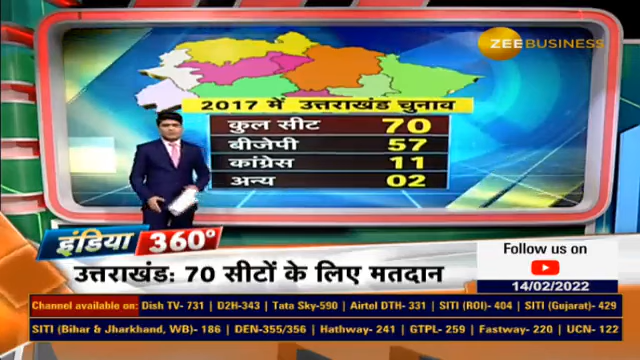 ZEE BUSINESS
2017 में उत्तराखंड चुनाव
कुल सीट 70
बीजेपी 57
कांग्रेस 11
अन्य 02
इंडिया 360°
उत्तराखंड: 70 सीटों के लिए मतदान
Follow us on
14/02/2022
Channel available on: Dish TV- 731 | D2H-343 | Tata Sky-590 | Airtel DTH- 331 | SITI (ROI)- 404 | SITI (Gujarat)- 429
SITI (Bihar & Jharkhand, WB)- 186 | DEN-355/356 | Hathway- 241 | GTPL- 259 | Fastway- 220 | UCN- 122